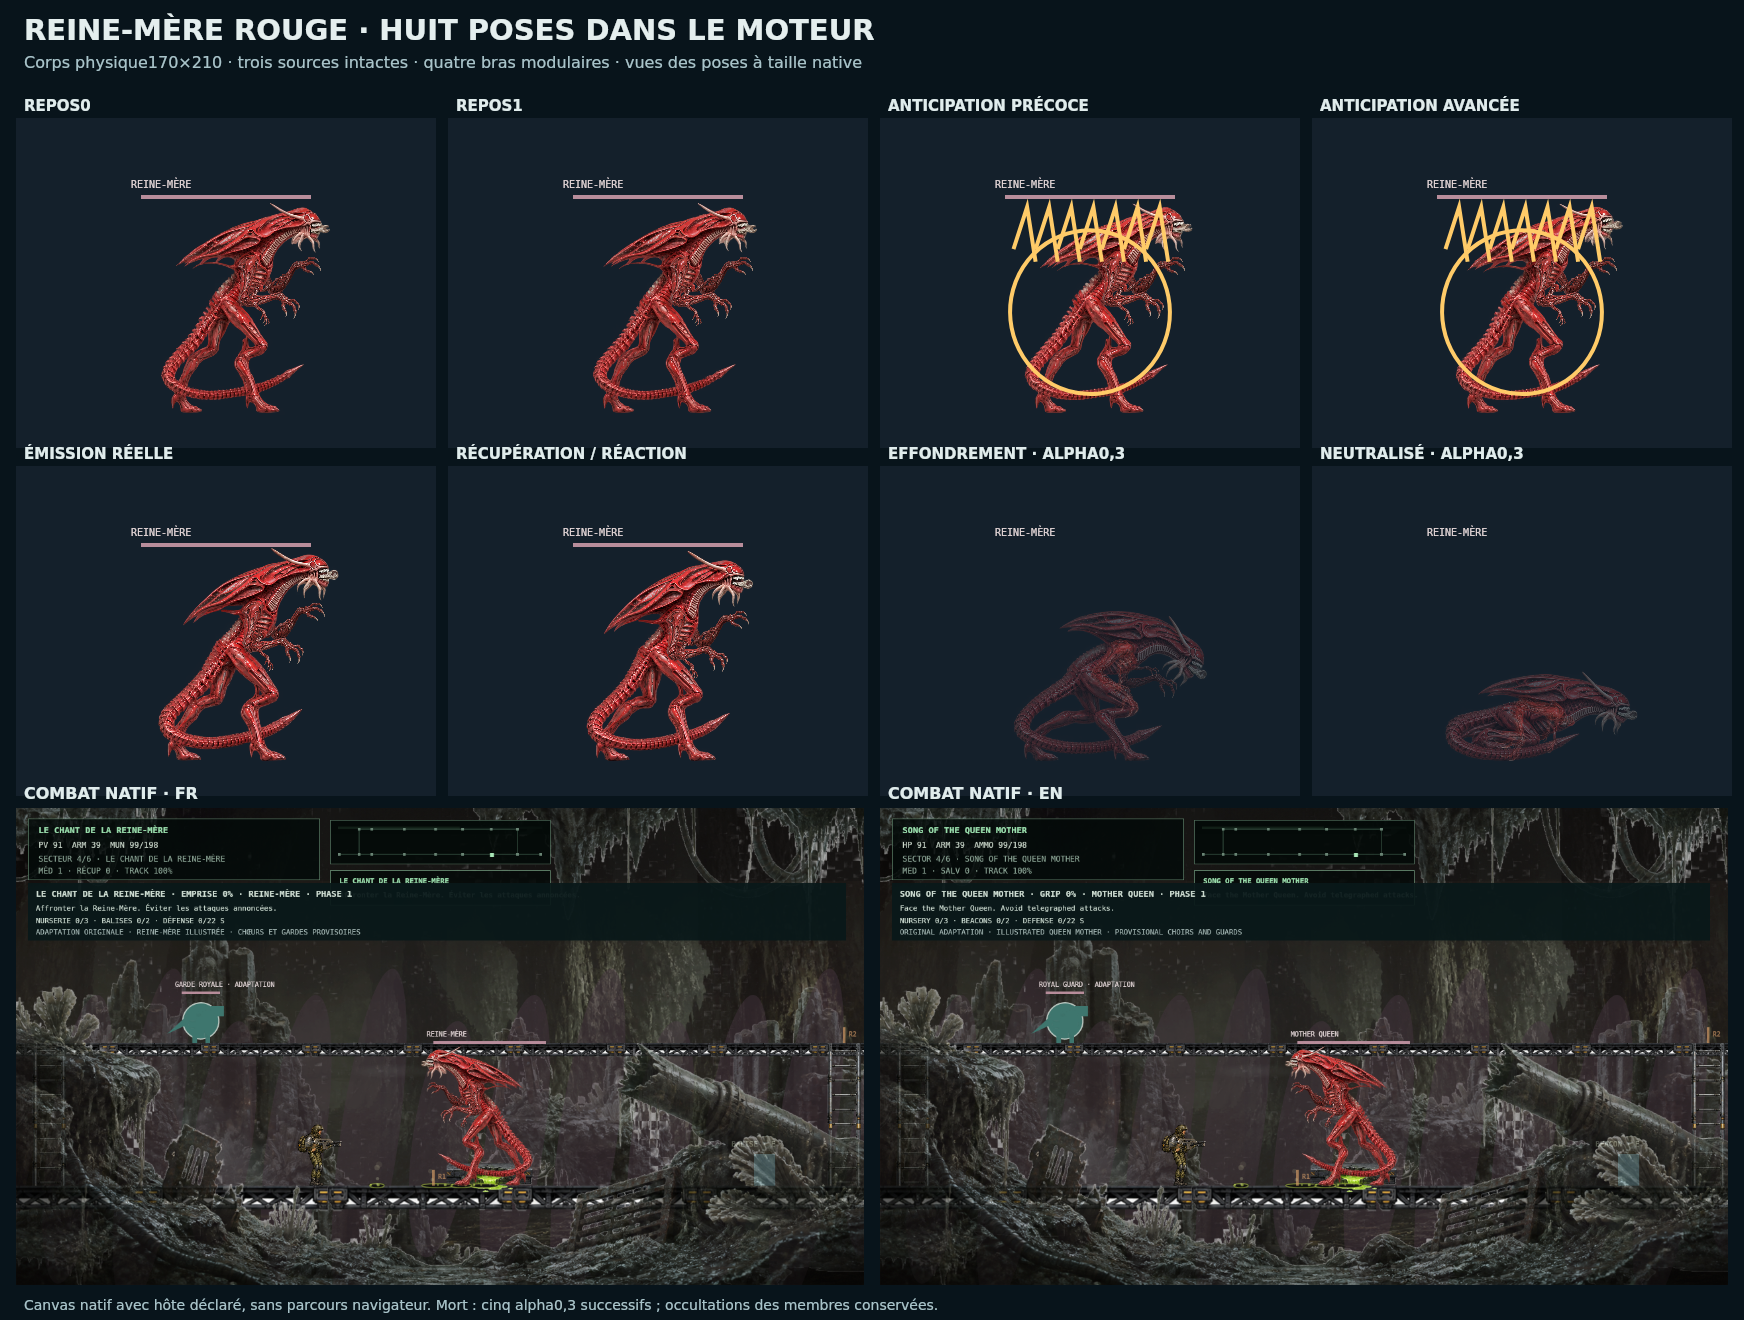 REINE-MÈRE ROUGE · HUIT POSES DANS LE MOTEUR
Corps physique170×210 · trois sources intactes · quatre bras modulaires · vues des poses à taille native
REPOS0
REPOS1
ANTICIPATION PRÉCOCE
ANTICIPATION AVANCÉE
REINE-MÈRE
REINE-MÈRE
REINE-MÈRE
REINE-MÈRE
ÉMISSION RÉELLE
RÉCUPÉRATION / RÉACTION
EFFONDREMENT · ALPHA0,3
NEUTRALISÉ · ALPHA0,3
REINE-MÈRE
REINE-MÈRE
REINE-MÈRE
REINE-MÈRE
COMBAT NATIF · FR
LE CHANT DE LA REINE-MÈRE
PV 91 ARM 39 MUN 99/198
SECTEUR 4/6 · LE CHANT DE LA REINE-MÈRE
MÉD 1 · RÉCUP 0 · TRACK 100%
LE CHANT DE LA REINE-MÈRE
LE CHANT DE LA REINE-MÈRE · EMPRISE 0% · REINE-MÈRE · PHASE 1
Affronter la Reine-Mère. Éviter les attaques annoncées.
NURSERIE 0/3 · BALISES 0/2 · DÉFENSE 0/22 S
ADAPTATION ORIGINALE · REINE-MÈRE ILLUSTRÉE · CHŒURS ET GARDES PROVISOIRES
GARDE ROYALE · ADAPTATION
REINE-MÈRE
R2
R1
COMBAT NATIF · EN
SONG OF THE QUEEN MOTHER
HP 91 ARM 39 AMMO 99/198
SECTOR 4/6 · SONG OF THE QUEEN MOTHER
MED 1 · SALV 0 · TRACK 100%
SONG OF THE QUEEN MOTHER
SONG OF THE QUEEN MOTHER · GRIP 0% · MOTHER QUEEN · PHASE 1
Face the Mother Queen. Avoid telegraphed attacks.
NURSERY 0/3 · BEACONS 0/2 · DEFENSE 0/22 S
ORIGINAL ADAPTATION · ILLUSTRATED QUEEN MOTHER · PROVISIONAL CHOIRS AND GUARDS
ROYAL GUARD · ADAPTATION
MOTHER QUEEN
R2
R1
Canvas natif avec hôte déclaré, sans parcours navigateur. Mort : cinq alpha0,3 successifs ; occultations des membres conservées.